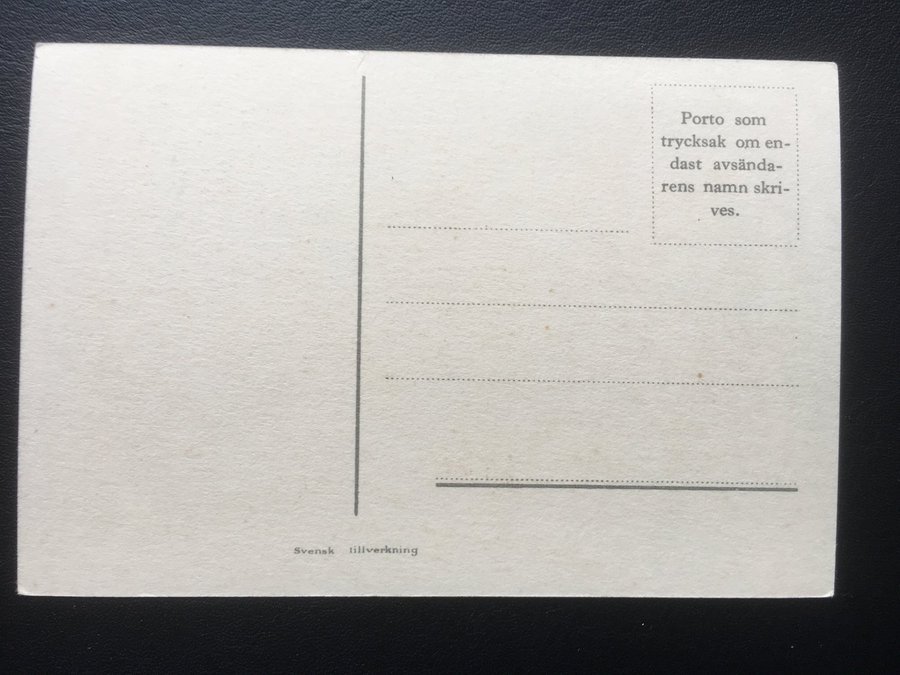 Porto som
trycksak om en-
dast avsända-
rens namn skri-
ves.
Svensk tillverkning